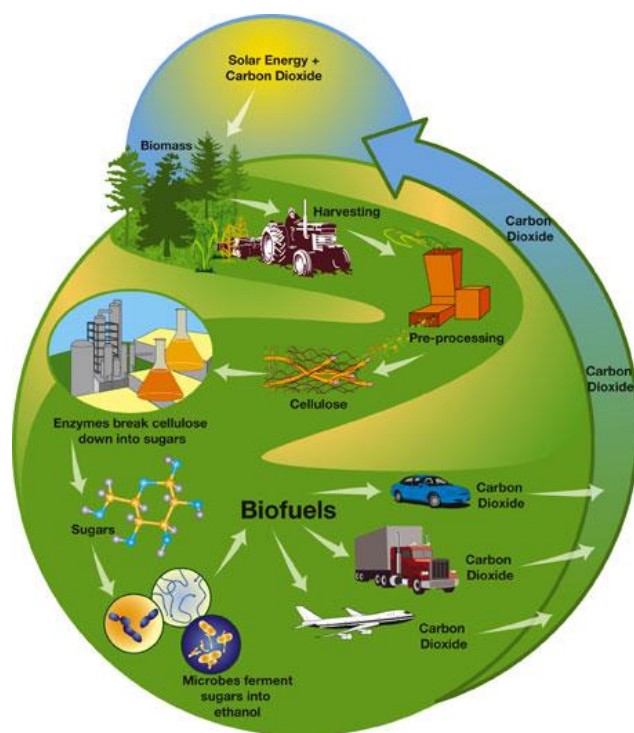 Solar Energy +
Carbon Dioxide
Biomass
Harvesting
Carbon
Dioxide
Pre-processing
Cellulose
Carbon
Dioxide
Enzymes break cellulose
down into sugars
Sugars
Biofuels
Carbon
Dioxide
Carbon
Dioxide
Carbon
Dioxide
Microbes ferment
sugars into
ethanol